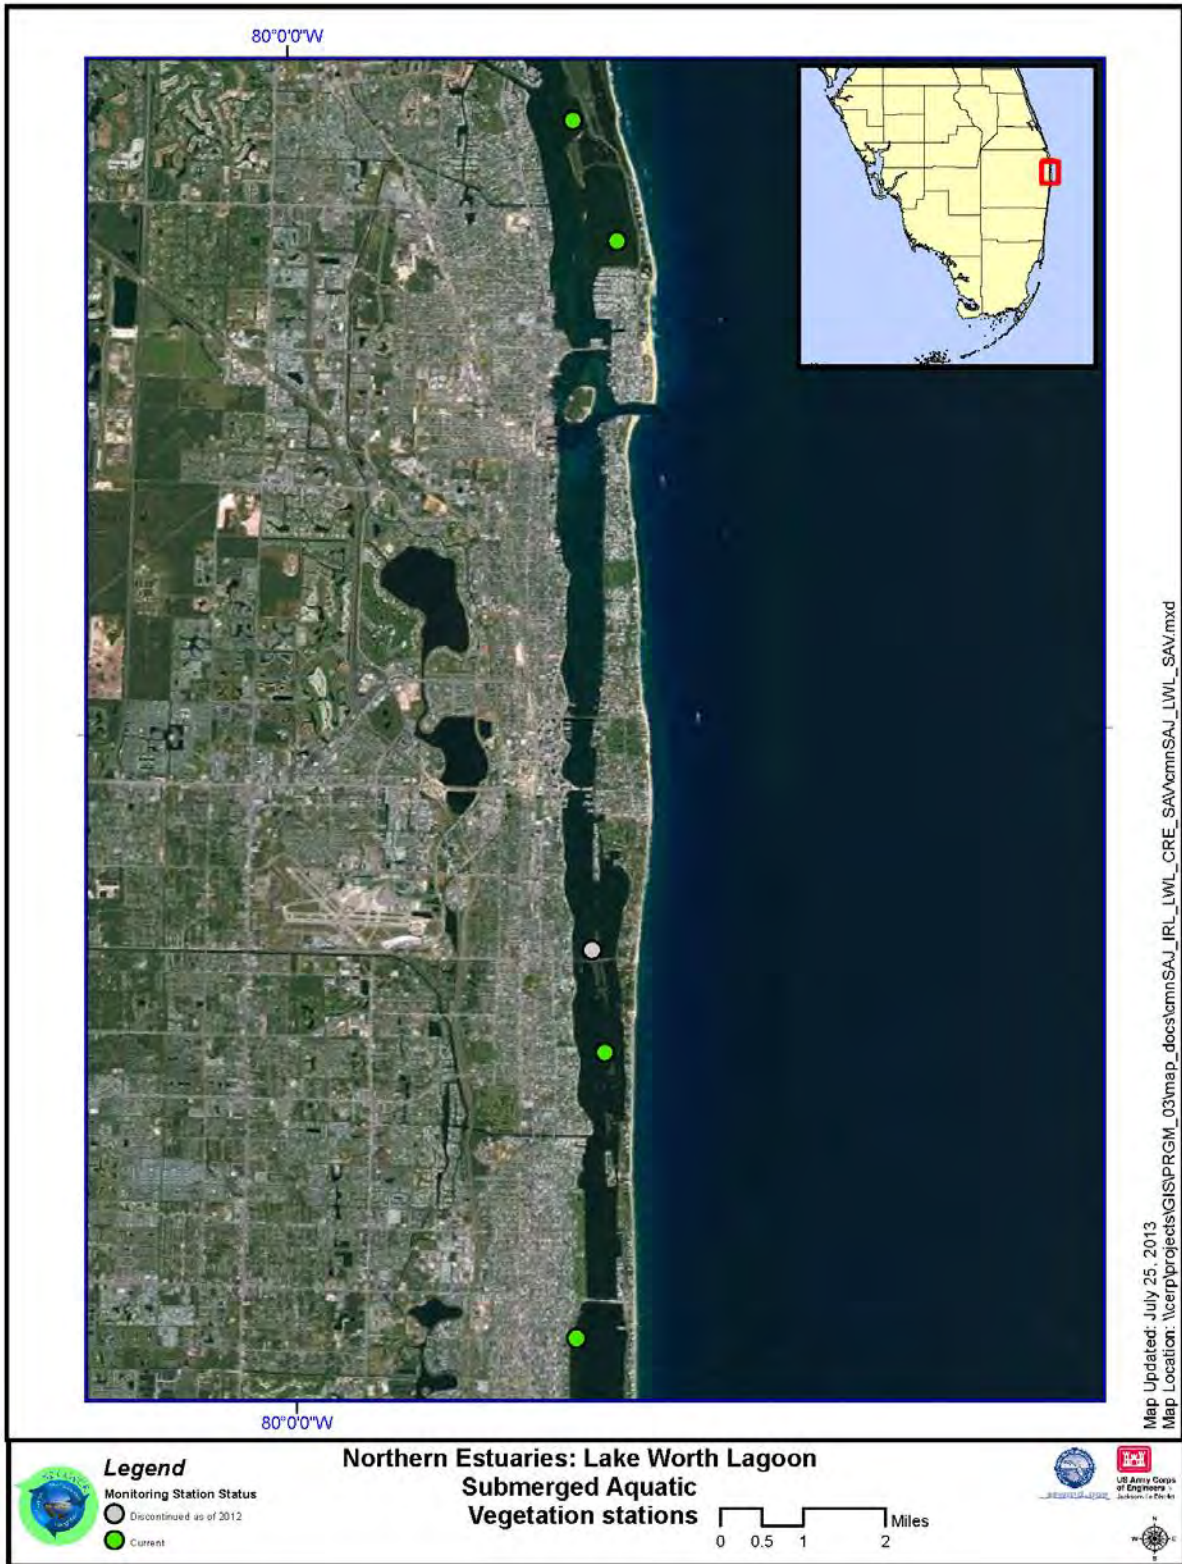 80°0'0"W
80°0'0"W
Map Updated: July 25, 2013
Map Location: \\cerp\projects\GIS\PRGM_03\map_docs\cmnSAJ_IRL_LWL_CRE_SAV\cmnSAJ_LWL_SAV.mxd
Legend
Monitoring Station Status
Discontinued as of 2012
Current
Northern Estuaries: Lake Worth Lagoon
Submerged Aquatic
Vegetation stations
Miles
0 0.5 1 2
US Army Corps
of Engineers
Jacksonville District
N
W E
S